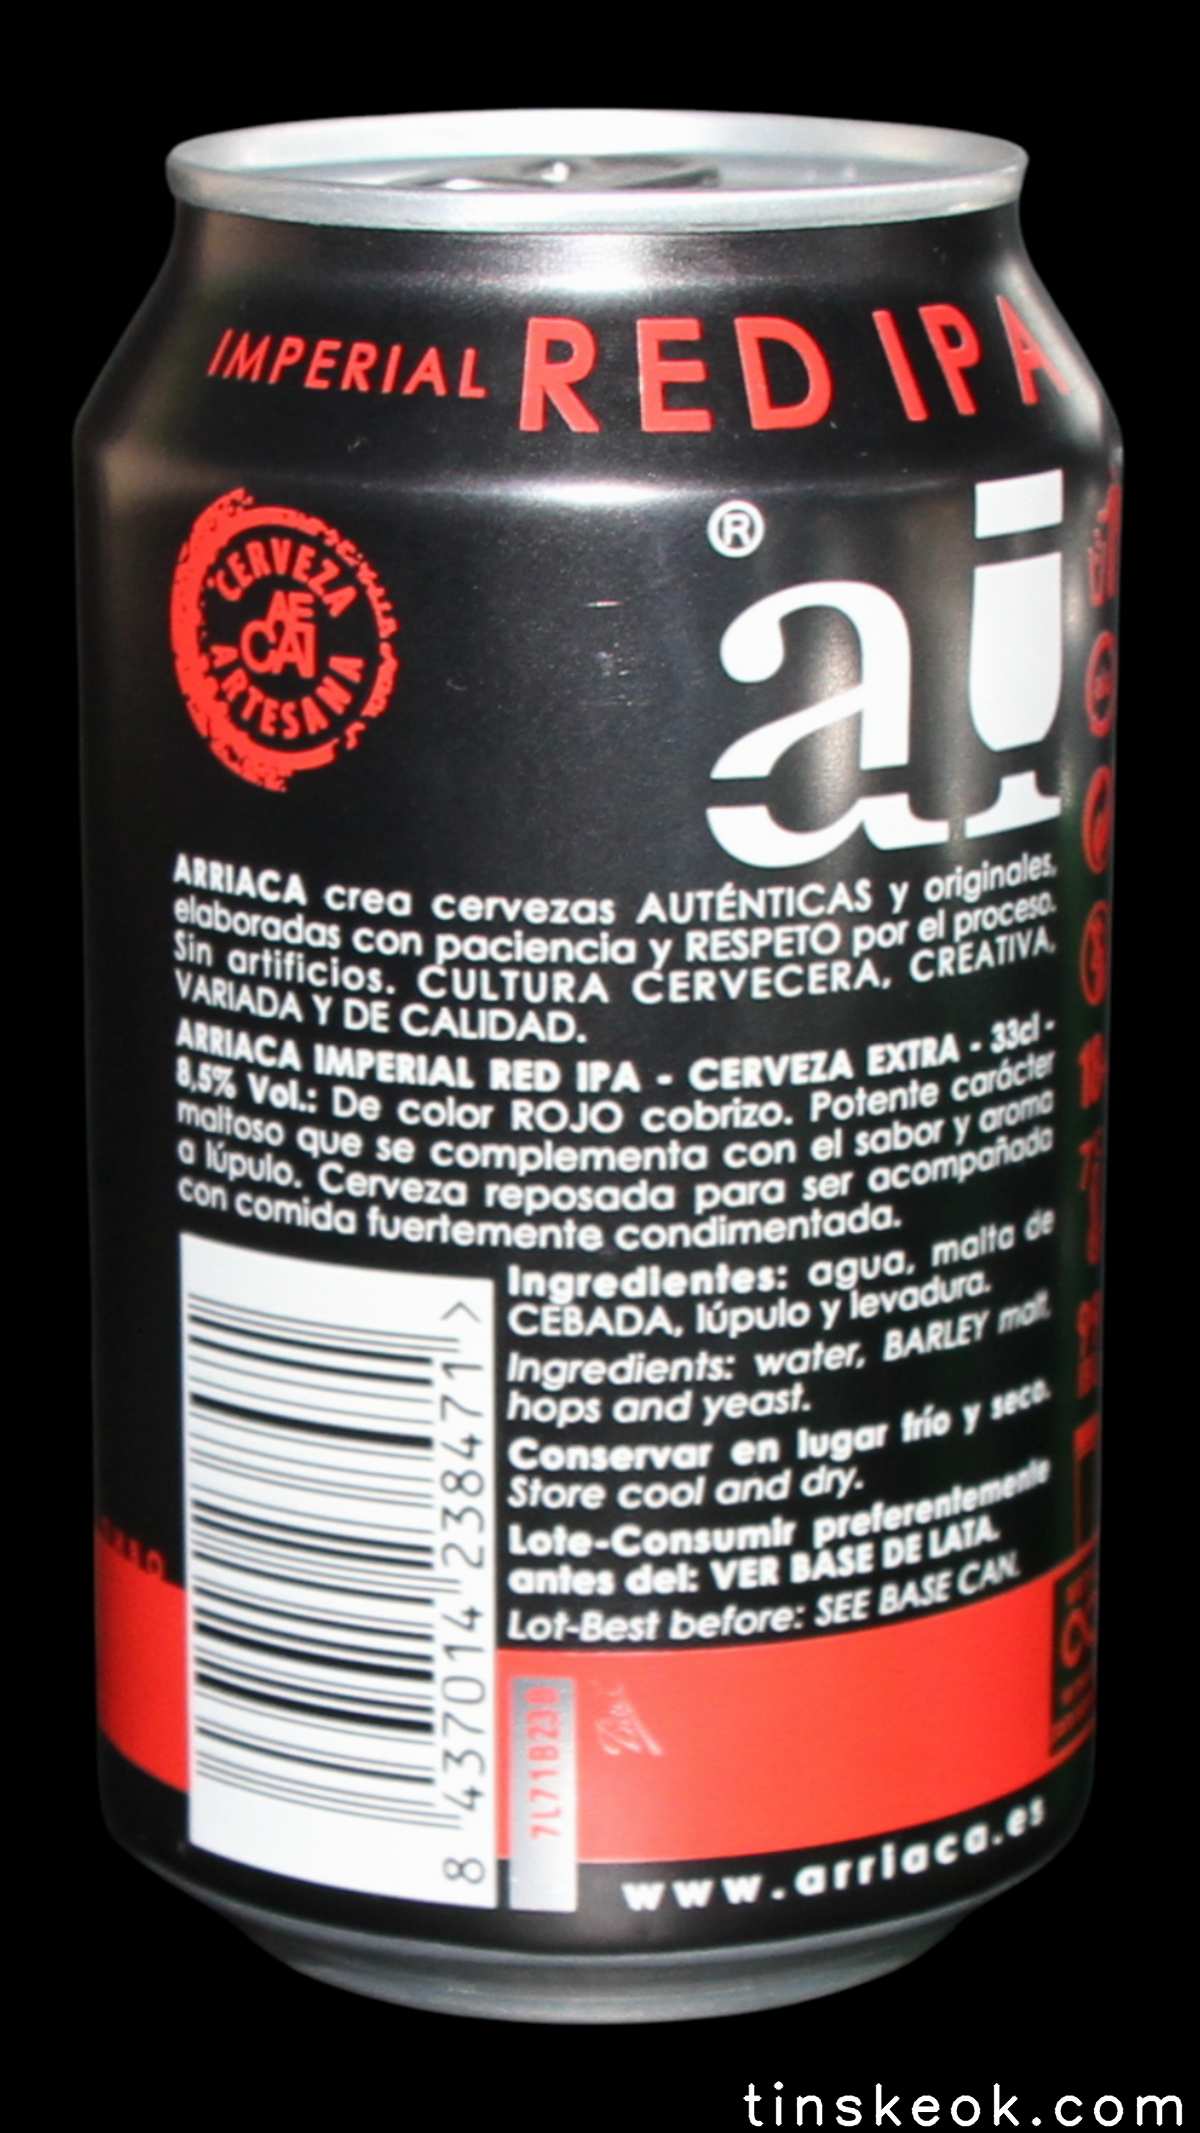 IMPERIAL RED IPA
®
ai
CERVEZA
AE
CAI
ARTESANA
ARRIACA crea cervezas AUTÉNTICAS y originales,
elaboradas con paciencia y RESPETO por el proceso.
Sin artificios. CULTURA CERVECERA, CREATIVA,
VARIADA Y DE CALIDAD.
ARRIACA IMPERIAL RED IPA - CERVEZA EXTRA - 33cl -
8,5% Vol.: De color ROJO cobrizo. Potente carácter
maltoso que se complementa con el sabor y aroma
a lúpulo. Cerveza reposada para ser acompañada
con comida fuertemente condimentada.
Ingredientes: agua, malta de
CEBADA, lúpulo y levadura.
Ingredients: water, BARLEY malt,
hops and yeast.
Conservar en lugar frío y seco.
Store cool and dry.
Lote-Consumir preferentemente
antes del: VER BASE DE LATA.
Lot-Best before: SEE BASE CAN.
8 437014 238471 >
7L71B230
www.arriaca.es
tinskeok.com